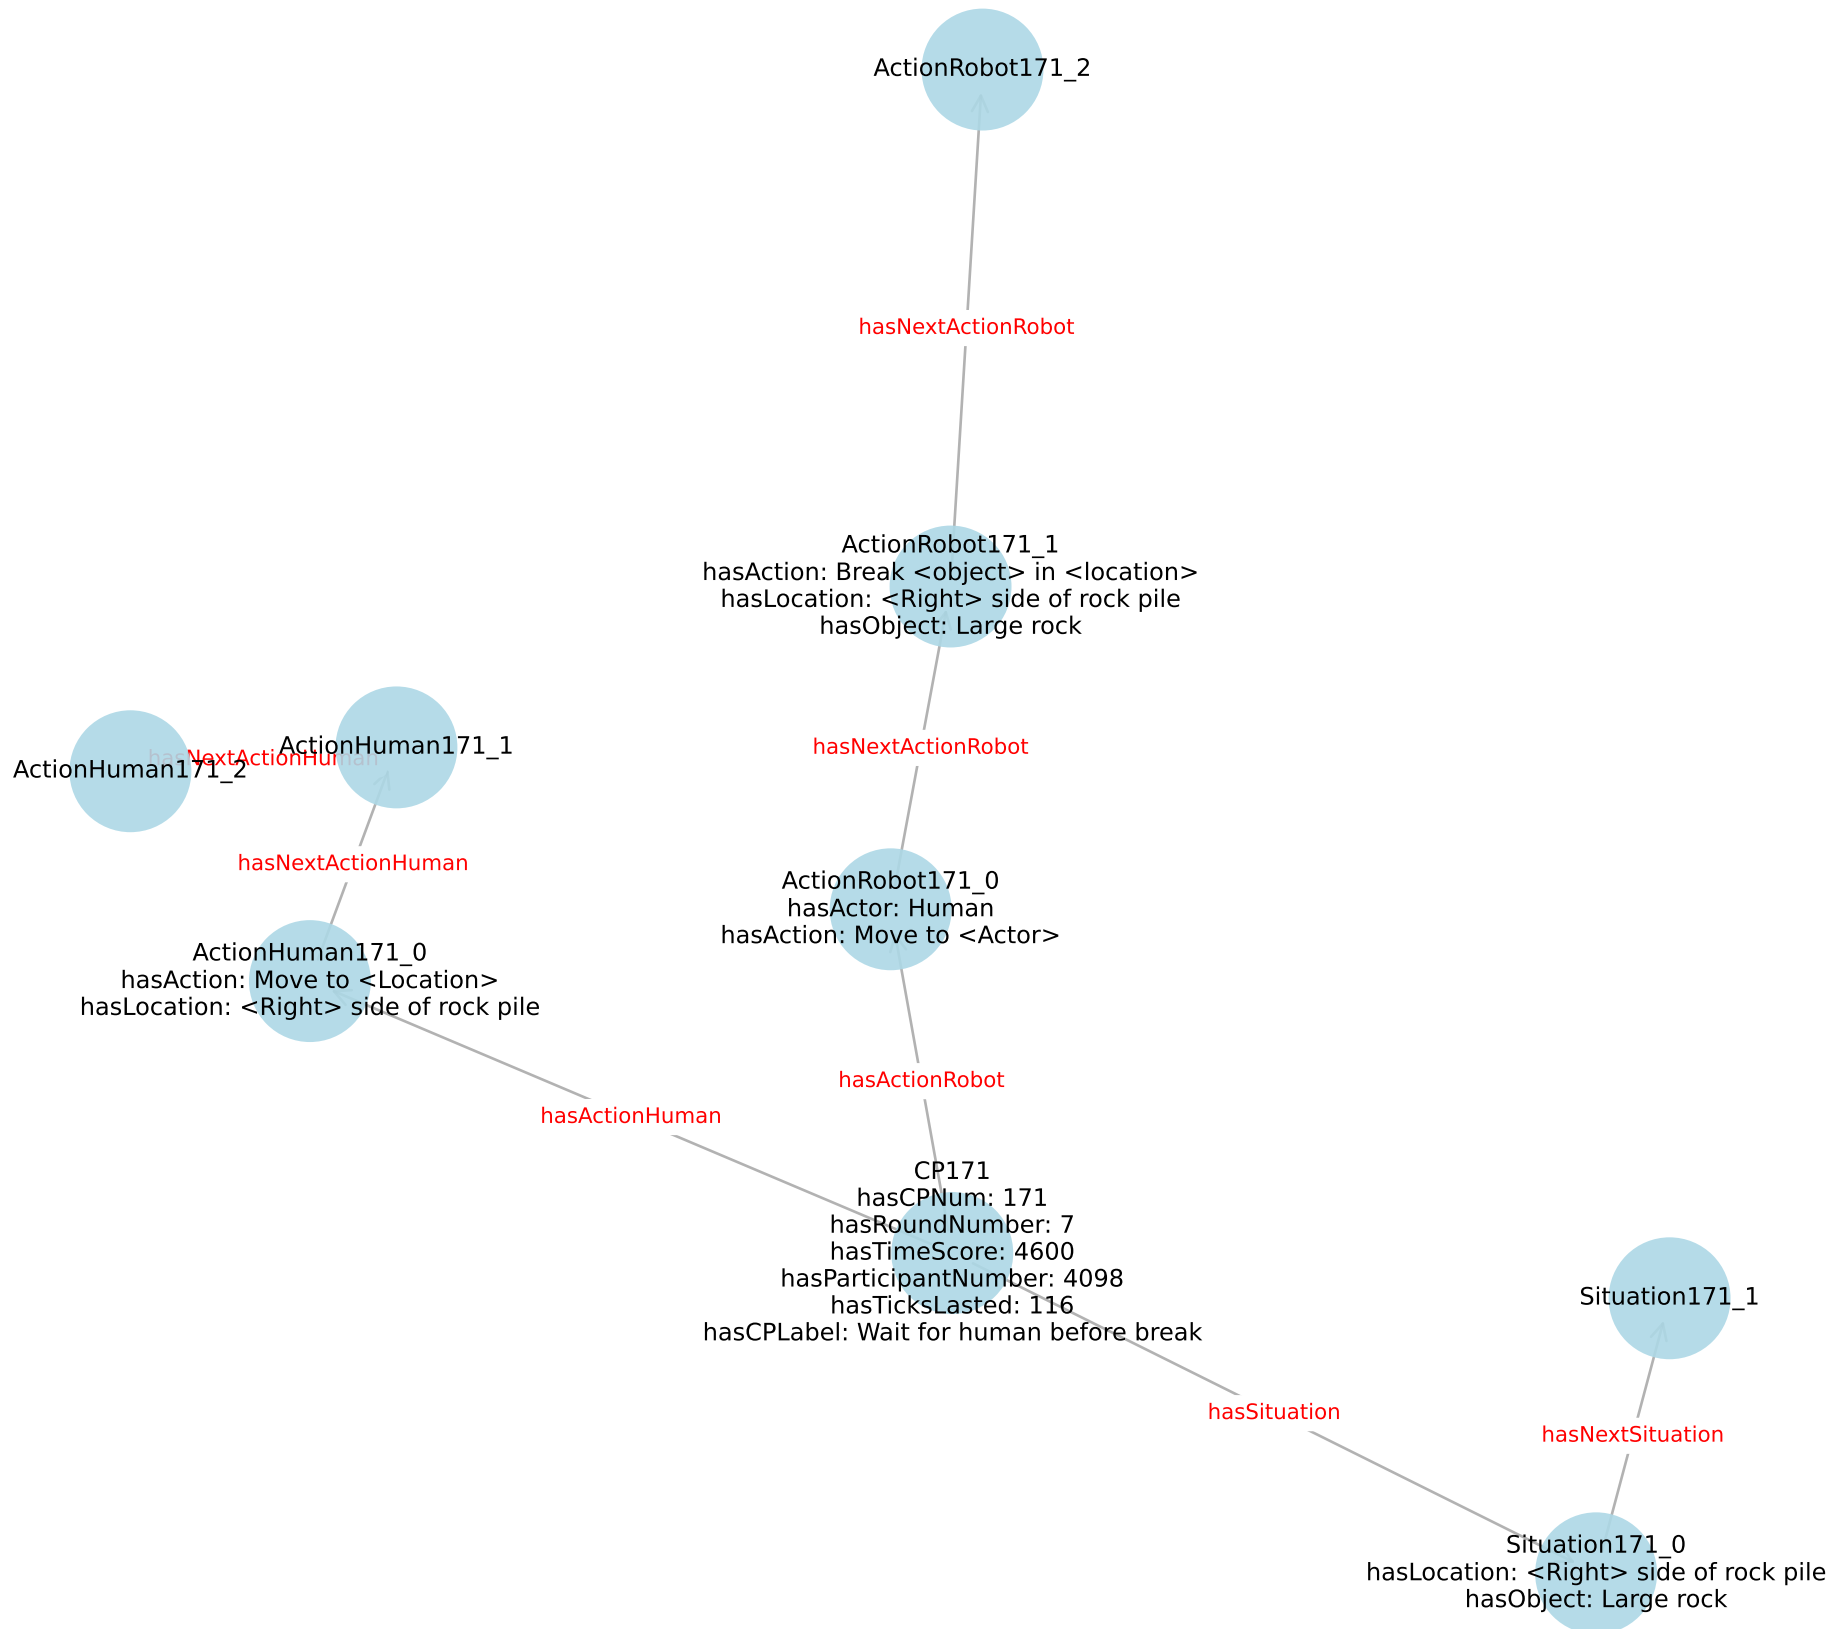 ActionRobot171_2
hasNextActionRobot
ActionRobot171_1
hasAction: Break <object> in <location>
hasLocation: <Right> side of rock pile
hasObject: Large rock
hasNextActionRobot
ActionHuman171_1
hasNextActionHuman
ActionHuman171_2
hasNextActionHuman
ActionRobot171_0
hasActor: Human
hasAction: Move to <Actor>
ActionHuman171_0
hasAction: Move to <Location>
hasLocation: <Right> side of rock pile
hasActionRobot
hasActionHuman
CP171
hasCPNum: 171
hasRoundNumber: 7
hasTimeScore: 4600
hasParticipantNumber: 4098
hasTicksLasted: 116
hasCPLabel: Wait for human before break
Situation171_1
hasSituation
hasNextSituation
Situation171_0
hasLocation: <Right> side of rock pile
hasObject: Large rock